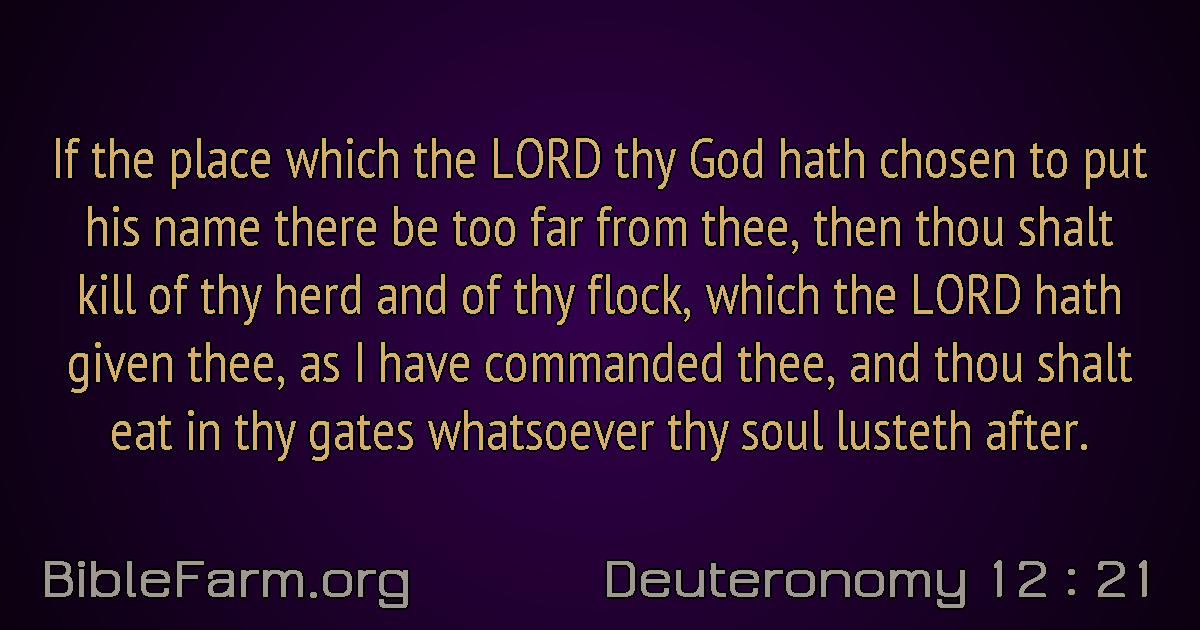 If the place which the LORD thy God hath chosen to put
his name there be too far from thee, then thou shalt
kill of thy herd and of thy flock, which the LORD hath
given thee, as I have commanded thee, and thou shalt
eat in thy gates whatsoever thy soul lusteth after.
BibleFarm.org
Deuteronomy 12 : 21